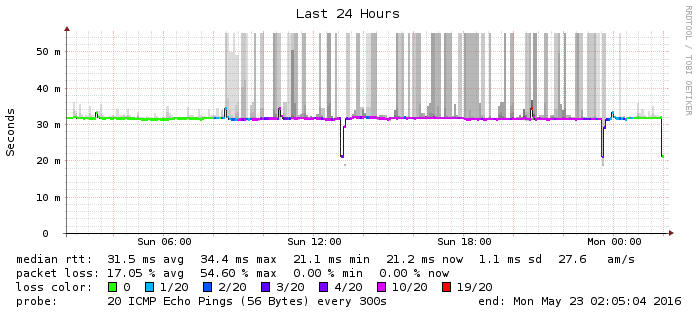 Last 24 Hours
RRDTOOL / TOBI OETIKER
Seconds
50 m
40 m
30 m
20 m
10 m
0
Sun 06:00 Sun 12:00 Sun 18:00 Mon 00:00
median rtt: 31.5 ms avg 34.4 ms max 21.1 ms min 21.2 ms now 1.1 ms sd 27.6 am/s
packet loss: 17.05 % avg 54.60 % max 0.00 % min 0.00 % now
loss color: 0 1/20 2/20 3/20 4/20 10/20 19/20
probe: 20 ICMP Echo Pings (56 Bytes) every 300s end: Mon May 23 02:05:04 2016